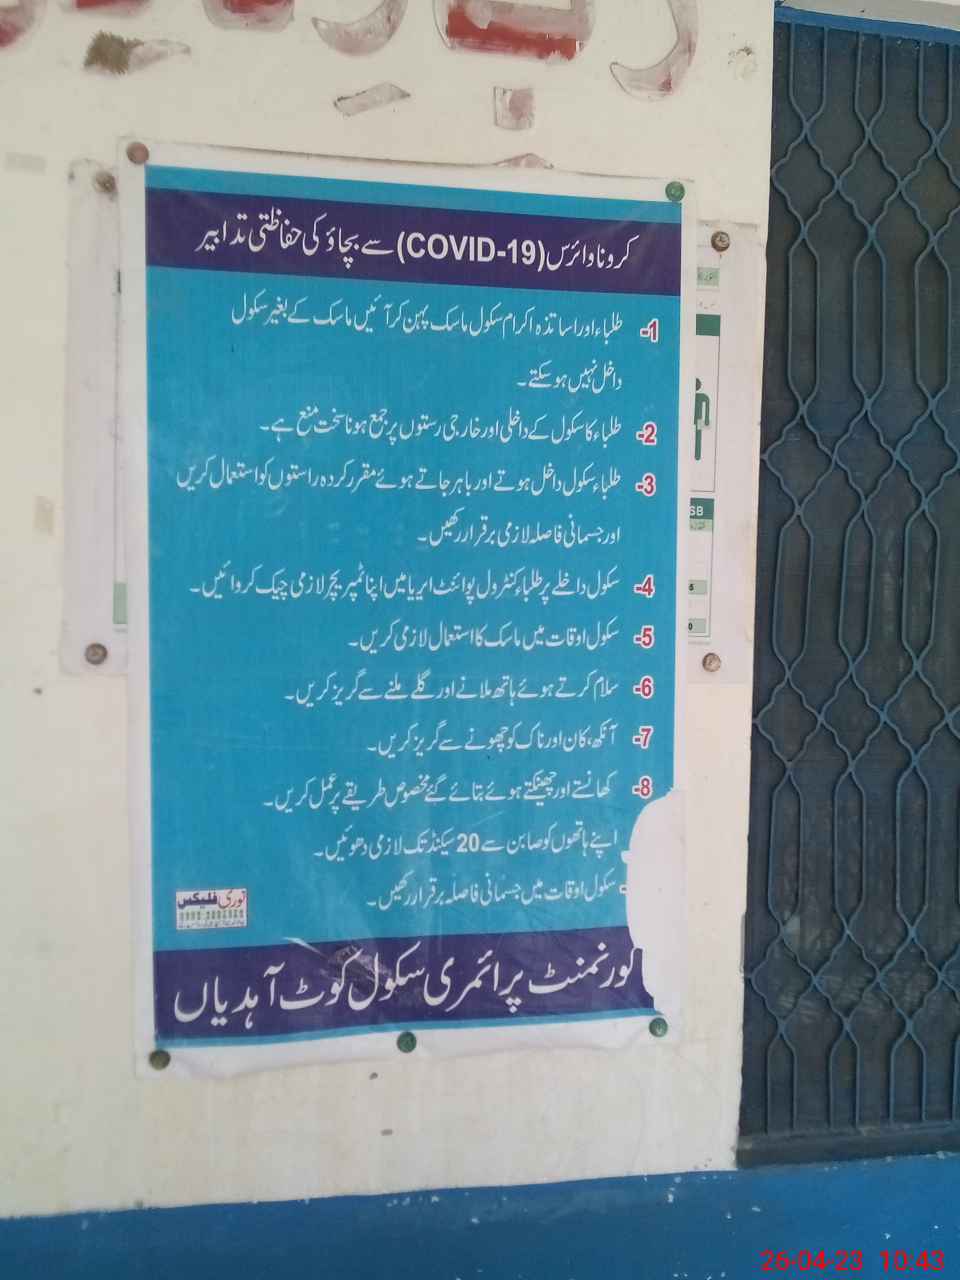 کرونا وائرس (COVID-19) سے بچاؤ کی حفاظتی تدابیر
1- طلباء اور اساتذہ اکرام سکول ماسک پہن کر آئیں ماسک کے بغیر سکول
داخل نہیں ہو سکتے۔
2- طلباء کا سکول کے داخلی اور خارجی رستوں پر جمع ہونا سخت منع ہے۔
3- طلباء سکول داخل ہوتے اور باہر جاتے ہوئے مقرر کردہ راستوں کو استعمال کریں
اور جسمانی فاصلہ لازمی برقرار رکھیں۔
4- سکول داخلے پر طلباء کنٹرول پوائنٹ ایریا میں اپنا ٹمپریچر لازمی چیک کروائیں۔
5- سکول اوقات میں ماسک کا استعمال لازمی کریں۔
6- سلام کرتے ہوئے ہاتھ ملانے اور گلے ملنے سے گریز کریں۔
7- آنکھ، کان اور ناک کو چھونے سے گریز کریں۔
8- کھانستے اور چھینکتے ہوئے بتائے گئے مخصوص طریقے پر عمل کریں۔
اپنے ہاتھوں کو صابن سے 20 سیکنڈ تک لازمی دھوئیں۔
- سکول اوقات میں جسمانی فاصلہ برقرار رکھیں۔
نوری فلیکس
گورنمنٹ پرائمری سکول کوٹ آہدیاں
SB
26-04-23 10:43